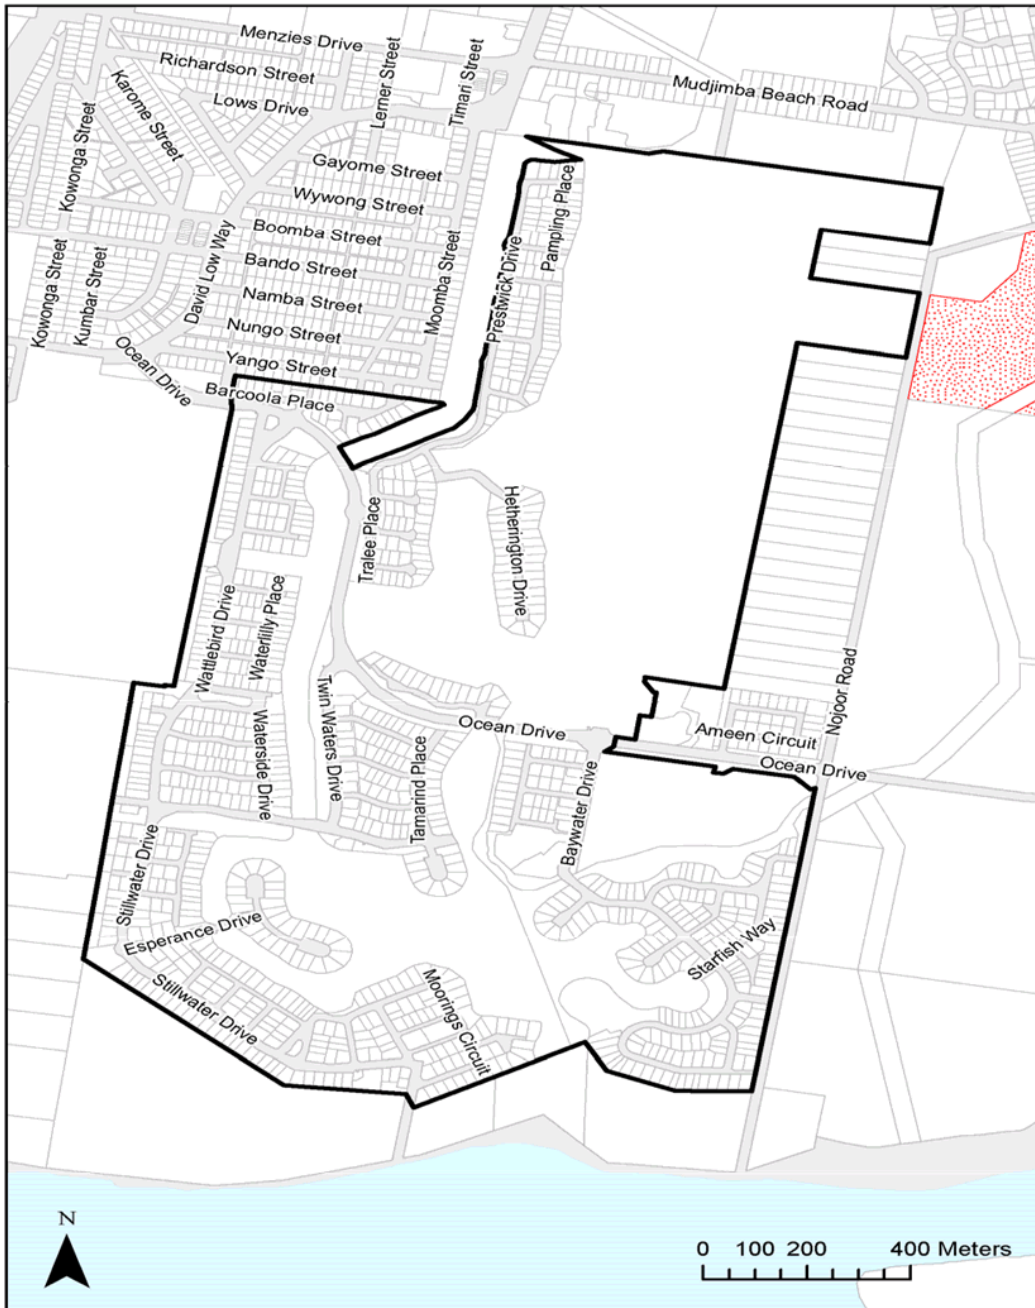 Menzies Drive
Richardson Street
Lerner Street
Timari Street
Mudjimba Beach Road
Karome Street
Lows Drive
Kowonga Street
Gayome Street
Wywong Street
Pampling Place
Boomba Street
David Low Way
Bando Street
Moomba Street
Prestwick Drive
Kowonga Street
Kumbar Street
Namba Street
Nungo Street
Ocean Drive
Yango Street
Barcoola Place
Tralee Place
Hetherington Drive
Wattlebird Drive
Waterlilly Place
Nojoor Road
Twin Waters Drive
Waterside Drive
Ocean Drive
Ameen Circuit
Tamarind Place
Ocean Drive
Baywater Drive
Stillwater Drive
Esperance Drive
Starfish Way
Stillwater Drive
Moorings Circuit
N
0 100 200 400 Meters